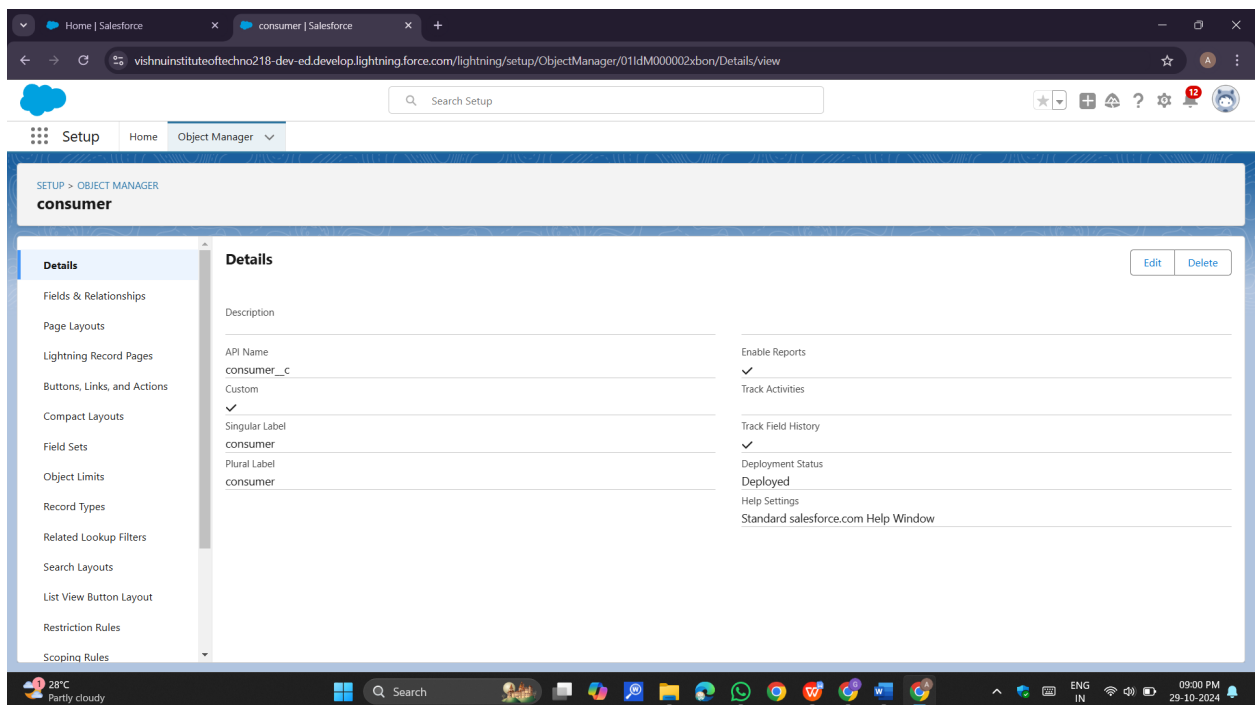 Home | Salesforce
consumer | Salesforce
vishnuinstituteoftechno218-dev-ed.develop.lightning.force.com/lightning/setup/ObjectManager/01IdM000002xbon/Details/view
A
Search Setup
12
Setup
Home
Object Manager
SETUP > OBJECT MANAGER
consumer
Details
Fields & Relationships
Page Layouts
Lightning Record Pages
Buttons, Links, and Actions
Compact Layouts
Field Sets
Object Limits
Record Types
Related Lookup Filters
Search Layouts
List View Button Layout
Restriction Rules
Scoping Rules
Details
Edit
Delete
Description
API Name
consumer__c
Custom
Singular Label
consumer
Plural Label
consumer
Enable Reports
Track Activities
Track Field History
Deployment Status
Deployed
Help Settings
Standard salesforce.com Help Window
1
28°C
Partly cloudy
Search
ENG
IN
09:00 PM
29-10-2024